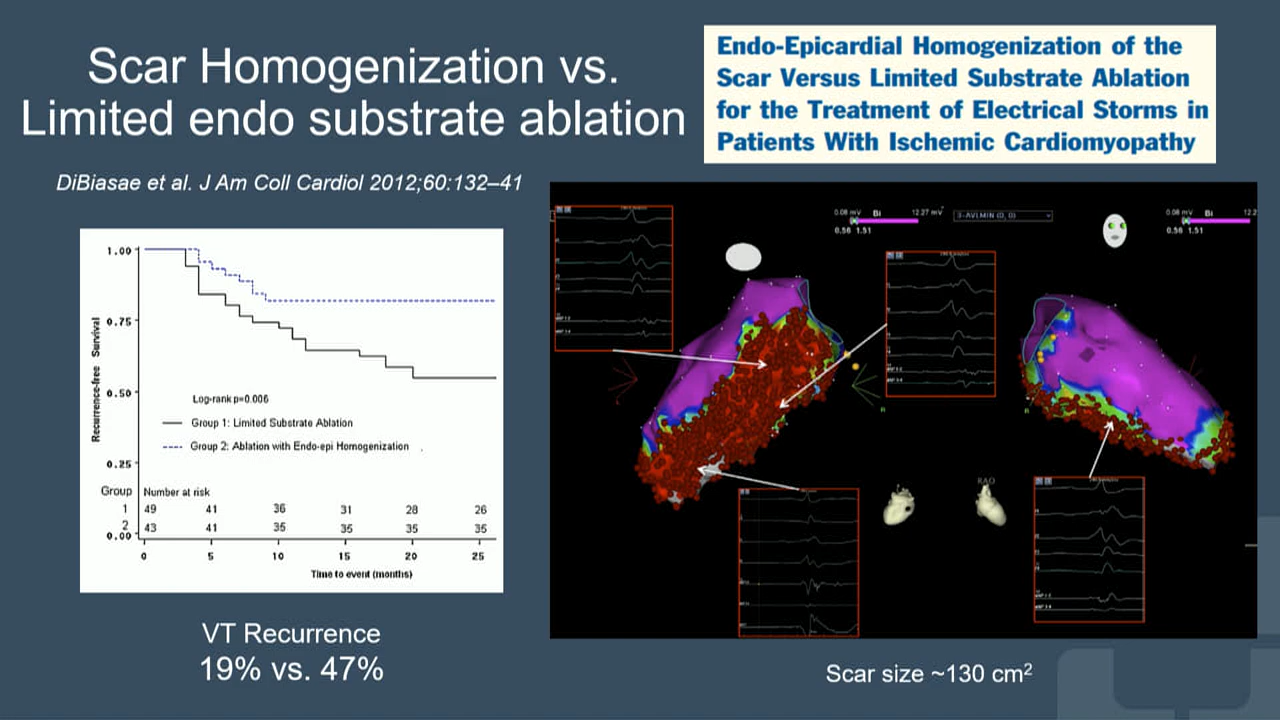 Scar Homogenization vs.
Limited endo substrate ablation
DiBiasae et al. J Am Coll Cardiol 2012;60:132–41
Endo-Epicardial Homogenization of the
Scar Versus Limited Substrate Ablation
for the Treatment of Electrical Storms in
Patients With Ischemic Cardiomyopathy
Recurrence-free Survival
1.00
0.75
0.50
0.25
0.00
Log-rank p=0.006
Group 1: Limited Substrate Ablation
Group 2: Ablation with Endo-epi Homogenization
Group Number at risk
1 49 41 36 31 28 26
2 43 41 35 35 35 35
0 5 10 15 20 25
Time to event (months)
VT Recurrence
19% vs. 47%
0.08 mV Bi 12.27 mV
0.56 1.51
0.08 mV Bi 12.2
0.56 1.51
R
R
RAO
Scar size ~130 cm²